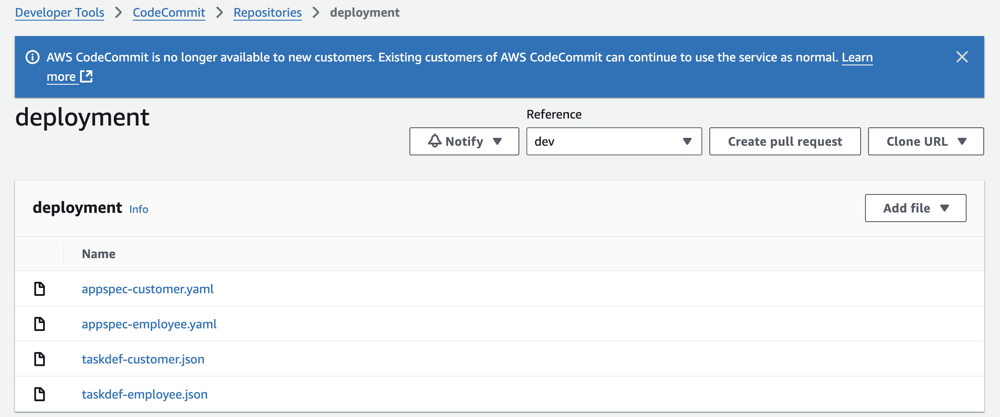 Developer Tools > CodeCommit > Repositories > deployment
AWS CodeCommit is no longer available to new customers. Existing customers of AWS CodeCommit can continue to use the service as normal. Learn
more
deployment
Reference
Notify
dev
Create pull request
Clone URL
deployment Info
Add file
Name
appspec-customer.yaml
appspec-employee.yaml
taskdef-customer.json
taskdef-employee.json